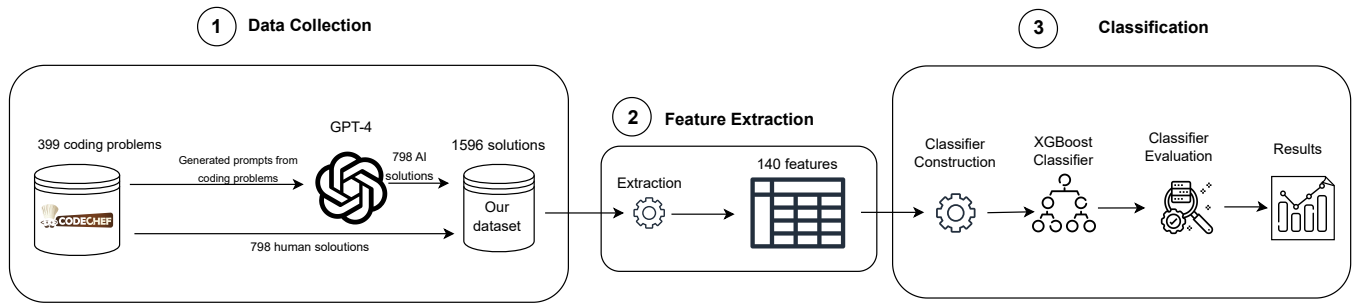 1 Data Collection
399 coding problems
CODECHEF
Generated prompts from
coding problems
GPT-4
798 AI
solutions
1596 solutions
Our
dataset
798 human soloutions
2 Feature Extraction
Extraction
140 features
3 Classification
Classifier
Construction
XGBoost
Classifier
Classifier
Evaluation
Results